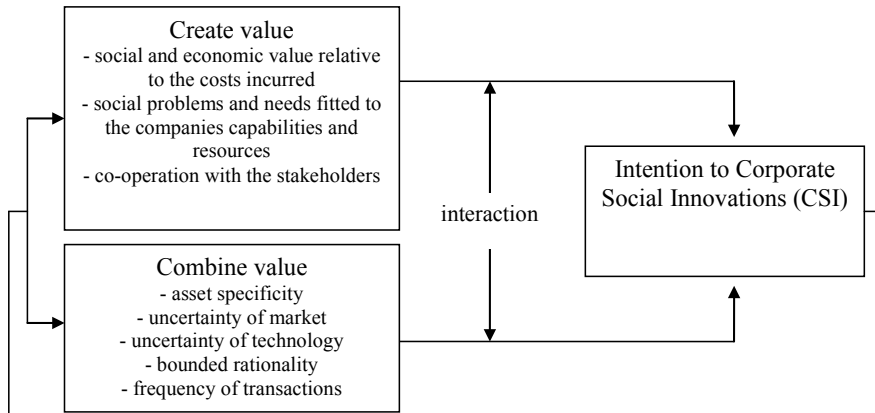 Create value
- social and economic value relative
to the costs incurred
- social problems and needs fitted to
the companies capabilities and
resources
- co-operation with the stakeholders
interaction
Intention to Corporate
Social Innovations (CSI)
Combine value
- asset specificity
- uncertainty of market
- uncertainty of technology
- bounded rationality
- frequency of transactions